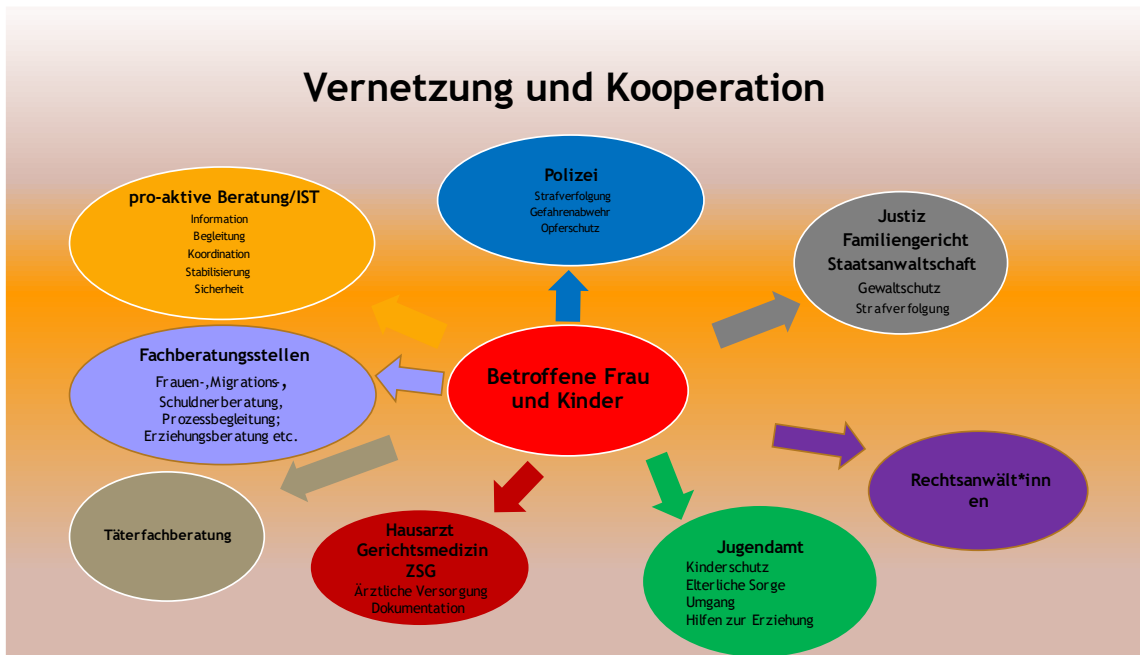 Vernetzung und Kooperation
pro-aktive Beratung/IST
Information
Begleitung
Koordination
Stabilisierung
Sicherheit
Polizei
Strafverfolgung
Gefahrenabwehr
Opferschutz
Justiz
Familiengericht
Staatsanwaltschaft
Gewaltschutz
Strafverfolgung
Fachberatungsstellen
Frauen-,Migrations-,
Schuldnerberatung,
Prozessbegleitung;
Erziehungsberatung etc.
Betroffene Frau
und Kinder
Rechtsanwält*inn
en
Täterfachberatung
Hausarzt
Gerichtsmedizin
ZSG
Ärztliche Versorgung
Dokumentation
Jugendamt
Kinderschutz
Elterliche Sorge
Umgang
Hilfen zur Erziehung